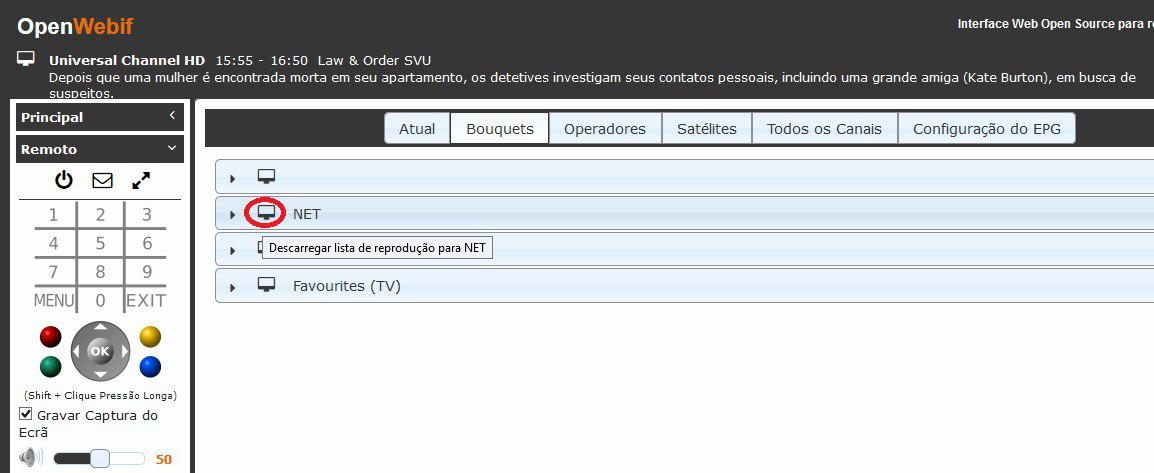 OpenWebif
Interface Web Open Source para re
Universal Channel HD 15:55 - 16:50 Law & Order SVU
Depois que uma mulher é encontrada morta em seu apartamento, os detetives investigam seus contatos pessoais, incluindo uma grande amiga (Kate Burton), em busca de
suspeitos.
Principal
Remoto
Atual Bouquets Operadores Satélites Todos os Canais Configuração do EPG
1 2 3
4 5 6
7 8 9
MENU 0 EXIT
OK
(Shift + Clique Pressão Longa)
Gravar Captura do
Ecrã
50
NET
Descarregar lista de reprodução para NET
Favourites (TV)